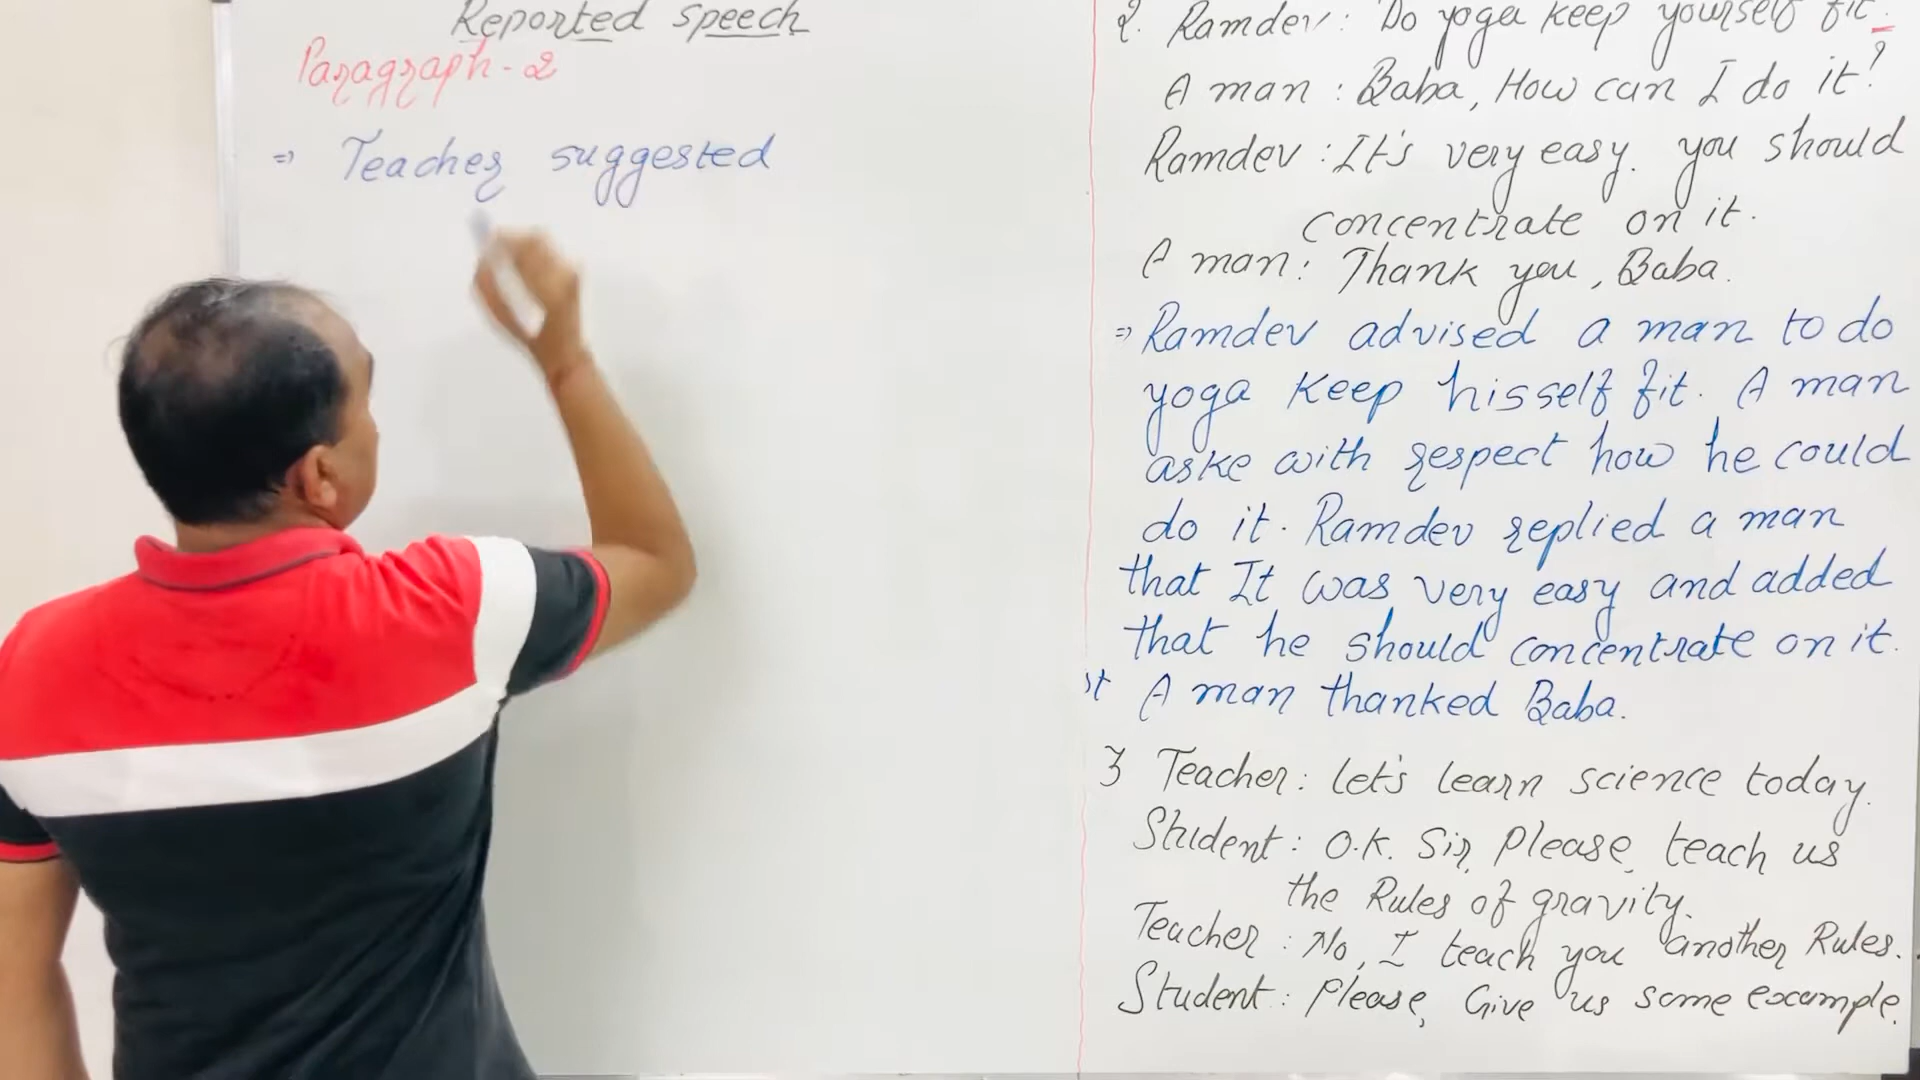 Reported speech
Paragraph-2
⇒ Teacher suggested
2. Ramdev: Do yoga keep yourself fit.
A man: Baba, How can I do it?
Ramdev: It's very easy. you should
concentrate on it.
A man: Thank you, Baba.
⇒ Ramdev advised a man to do
yoga keep hisself fit. A man
aske with respect how he could
do it. Ramdev replied a man
that It was very easy and added
that he should concentrate on it.
A man thanked Baba.
3 Teacher: let's learn science today.
Student: O.K. Sir, Please, teach us
the Rules of gravity.
Teacher: No, I teach you another Rules.
Student: Please, Give us some example.